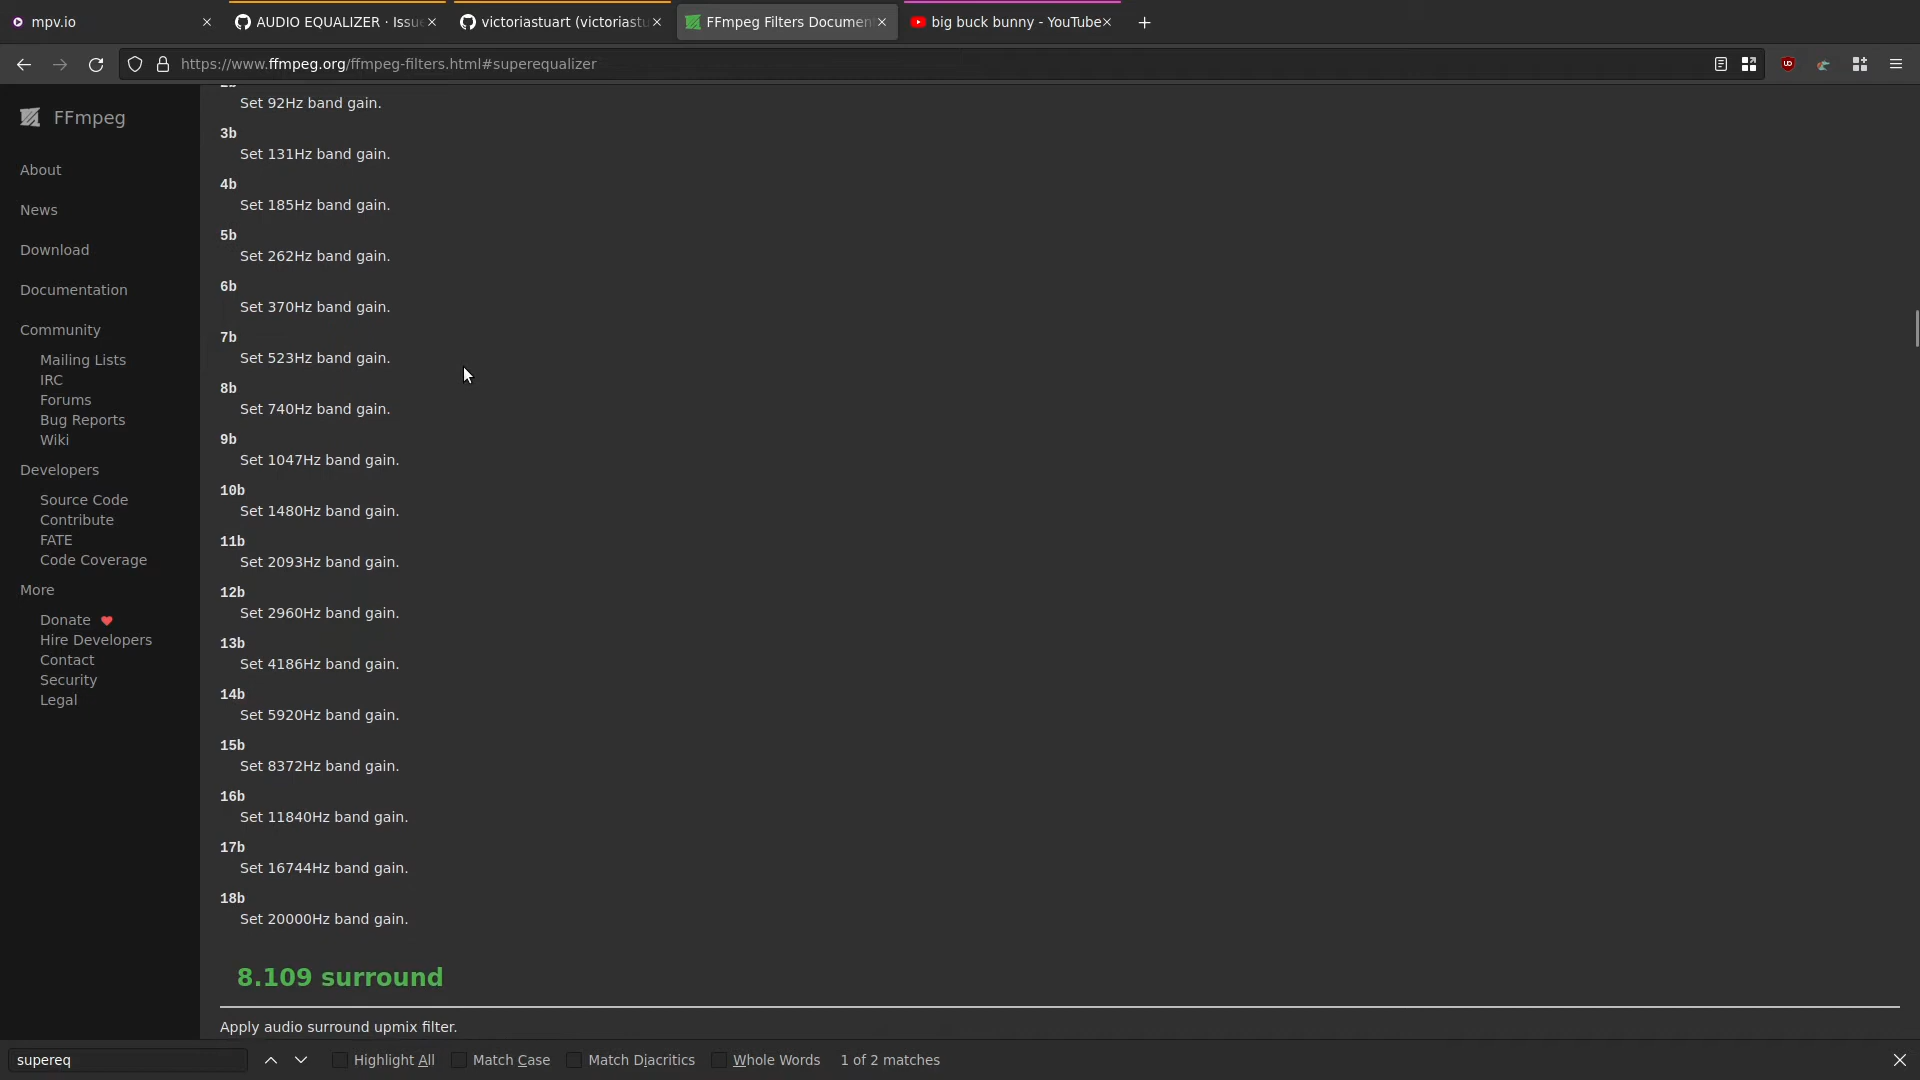 mpv.io
AUDIO EQUALIZER · Issu
victoriastuart (victoriastu
FFmpeg Filters Documen
big buck bunny - YouTube
https://www.ffmpeg.org/ffmpeg-filters.html#superequalizer
FFmpeg
About
News
Download
Documentation
Community
Mailing Lists
IRC
Forums
Bug Reports
Wiki
Developers
Source Code
Contribute
FATE
Code Coverage
More
Donate
Hire Developers
Contact
Security
Legal
2b
Set 92Hz band gain.
3b
Set 131Hz band gain.
4b
Set 185Hz band gain.
5b
Set 262Hz band gain.
6b
Set 370Hz band gain.
7b
Set 523Hz band gain.
8b
Set 740Hz band gain.
9b
Set 1047Hz band gain.
10b
Set 1480Hz band gain.
11b
Set 2093Hz band gain.
12b
Set 2960Hz band gain.
13b
Set 4186Hz band gain.
14b
Set 5920Hz band gain.
15b
Set 8372Hz band gain.
16b
Set 11840Hz band gain.
17b
Set 16744Hz band gain.
18b
Set 20000Hz band gain.
8.109 surround
Apply audio surround upmix filter.
supereq
Highlight All
Match Case
Match Diacritics
Whole Words
1 of 2 matches